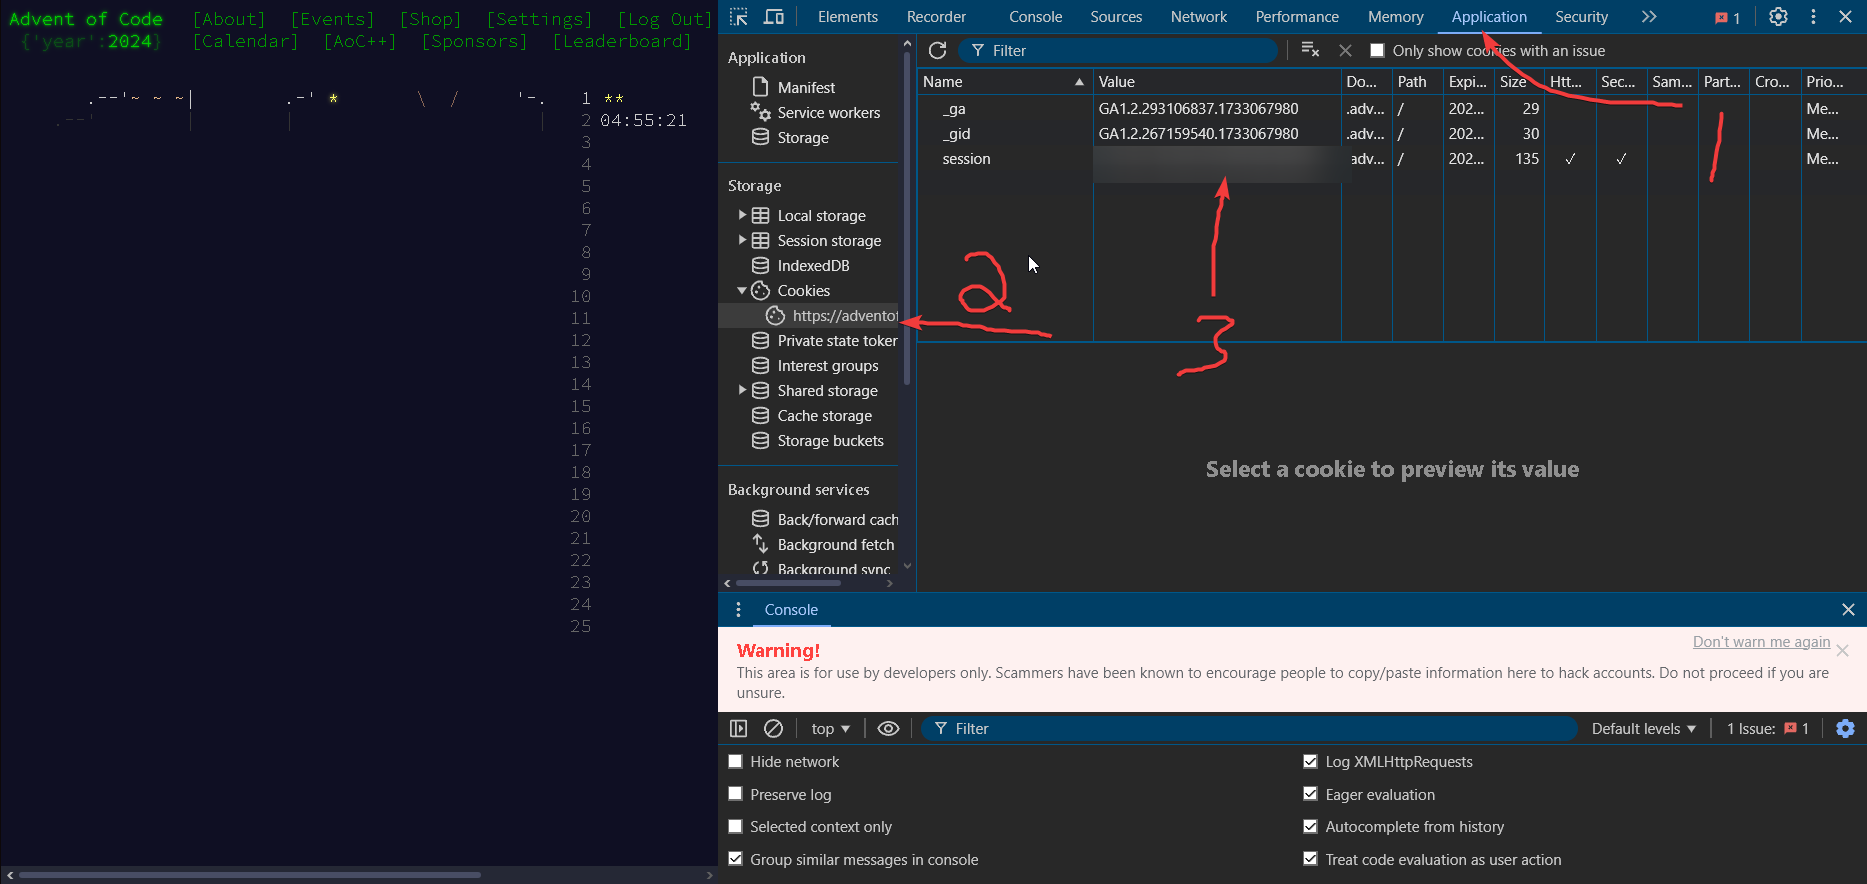 Advent of Code [About] [Events] [Shop] [Settings] [Log Out]
{'year':2024} [Calendar] [AoC++] [Sponsors] [Leaderboard]
.--'~ ~ ~| .-' * \ / '-. 1 **
.--' | | | 2 04:55:21
3
4
5
6
7
8
9
10
11
12
13
14
15
16
17
18
19
20
21
22
23
24
25
Elements Recorder Console Sources Network Performance Memory Application Security 1
Application
Manifest
Service workers
Storage
Storage
Local storage
Session storage
IndexedDB
Cookies
https://advento
Private state token
Interest groups
Shared storage
Cache storage
Storage buckets
Background services
Back/forward cach
Background fetch
Background sync
Filter Only show cookies with an issue
Name Value Do... Path Expi... Size Htt... Sec... Sam... Part... Cro... Prio...
_ga GA1.2.293106837.1733067980 .adv... / 202... 29 Me...
_gid GA1.2.267159540.1733067980 .adv... / 202... 30 Me...
session .adv... / 202... 135 ✓ ✓ Me...
1
2
3
Select a cookie to preview its value
Console
Warning! Don't warn me again
This area is for use by developers only. Scammers have been known to encourage people to copy/paste information here to hack accounts. Do not proceed if you are
unsure.
top Filter Default levels 1 Issue: 1
Hide network Log XMLHttpRequests
Preserve log Eager evaluation
Selected context only Autocomplete from history
Group similar messages in console Treat code evaluation as user action